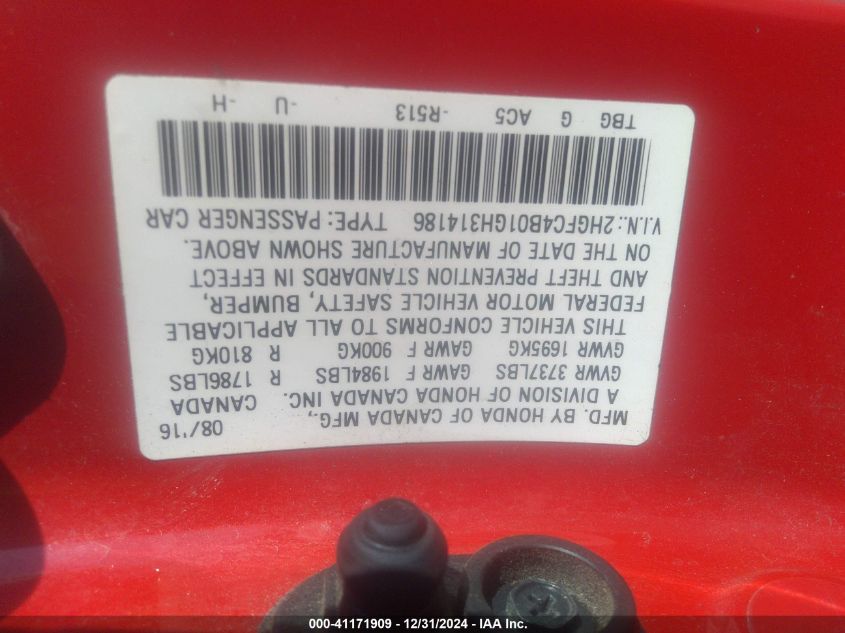 MFD. BY HONDA OF CANADA MFG., 08/'16
A DIVISION OF HONDA CANADA INC. CANADA
GVWR 3737LBS GAWR F 1984LBS R 1786LBS
GVWR 1695KG GAWR F 900KG R 810KG
THIS VEHICLE CONFORMS TO ALL APPLICABLE
FEDERAL MOTOR VEHICLE SAFETY, BUMPER,
AND THEFT PREVENTION STANDARDS IN EFFECT
ON THE DATE OF MANUFACTURE SHOWN ABOVE.
V.I.N.:2HGFC4B01GH314186 TYPE:PASSENGER CAR
TBG G AC5 -R513 -U -H
000-41171909 - 12/31/2024 - IAA Inc.